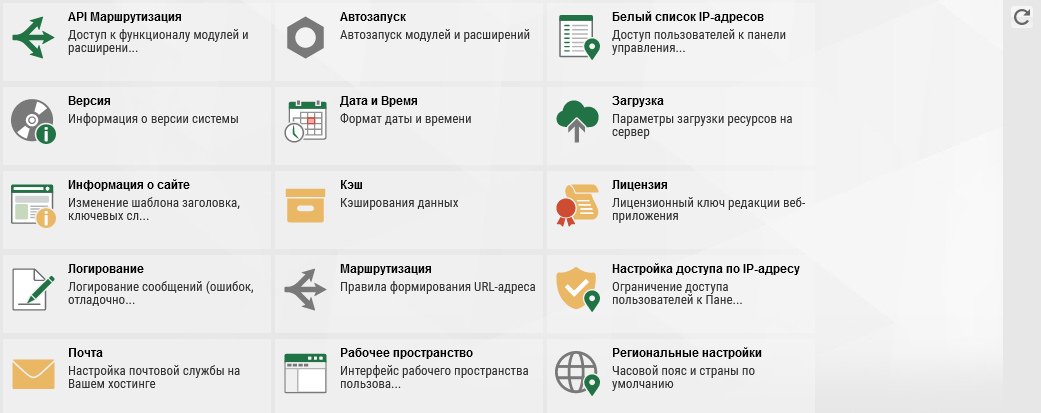 API Маршрутизация
Доступ к функционалу модулей и
расширени...
Автозапуск
Автозапуск модулей и расширений
Белый список IP-адресов
Доступ пользователей к панели
управления...
Версия
Информация о версии системы
Дата и Время
Формат даты и времени
Загрузка
Параметры загрузки ресурсов на
сервер
Информация о сайте
Изменение шаблона заголовка,
ключевых сл...
Кэш
Кэширования данных
Лицензия
Лицензионный ключ редакции веб-
приложения
Логирование
Логирование сообщений (ошибок,
отладочно...
Маршрутизация
Правила формирования URL-адреса
Настройка доступа по IP-адресу
Ограничение доступа
пользователей к Пане...
Почта
Настройка почтовой службы на
Вашем хостинге
Рабочее пространство
Интерфейс рабочего пространства
пользова...
Региональные настройки
Часовой пояс и страны по
умолчанию